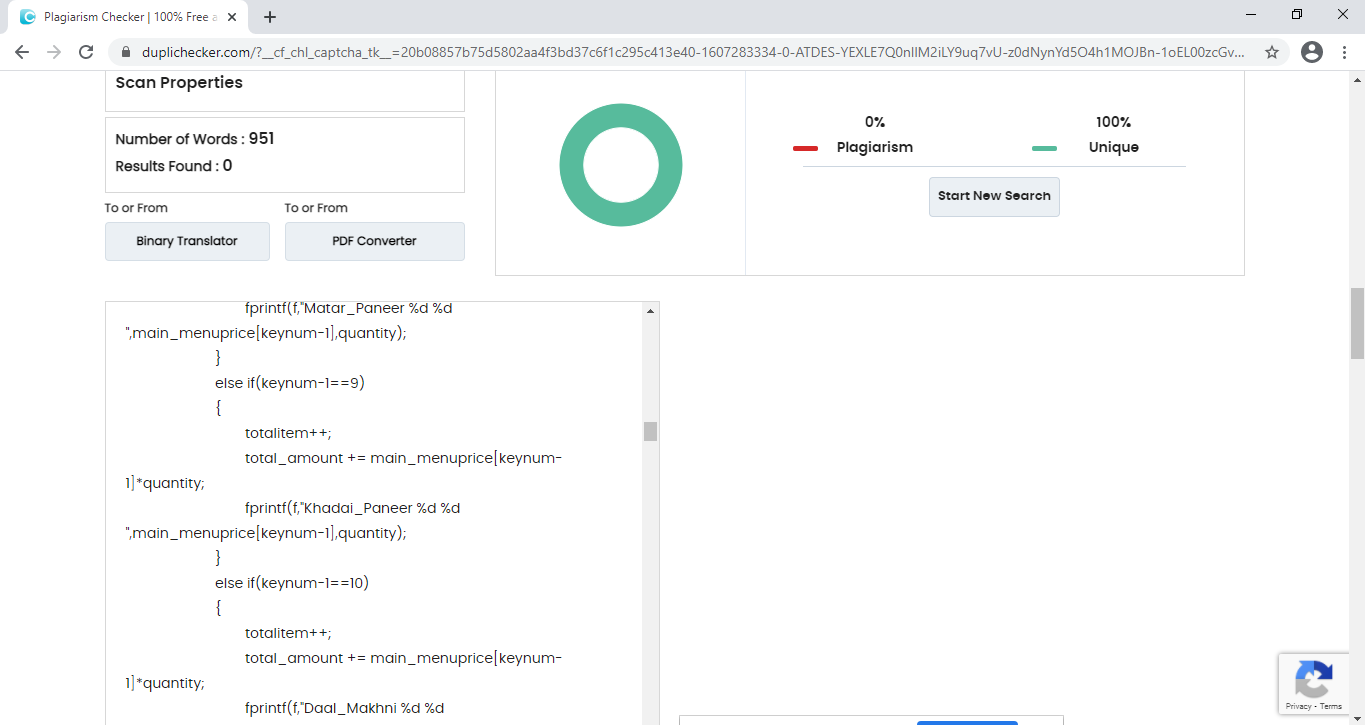 Plagiarism Checker | 100% Free a
duplichecker.com/?__cf_chl_captcha_tk__=20b08857b75d5802aa4f3bd37c6f1c295c413e40-1607283334-0-ATDES-YEXLE7Q0nIIM2iLY9uq7vU-z0dNynYd5O4h1MOJBn-1oEL00zcGv...
Scan Properties
Number of Words : 951
Results Found : 0
To or From
To or From
Binary Translator
PDF Converter
0%
Plagiarism
100%
Unique
Start New Search
fprintf(f,"Matar_Paneer %d %d
",main_menuprice[keynum-1],quantity);
}
else if(keynum-1==9)
{
totalitem++;
total_amount += main_menuprice[keynum-
1]*quantity;
fprintf(f,"Khadai_Paneer %d %d
",main_menuprice[keynum-1],quantity);
}
else if(keynum-1==10)
{
totalitem++;
total_amount += main_menuprice[keynum-
1]*quantity;
fprintf(f,"Daal_Makhni %d %d
Privacy - Terms